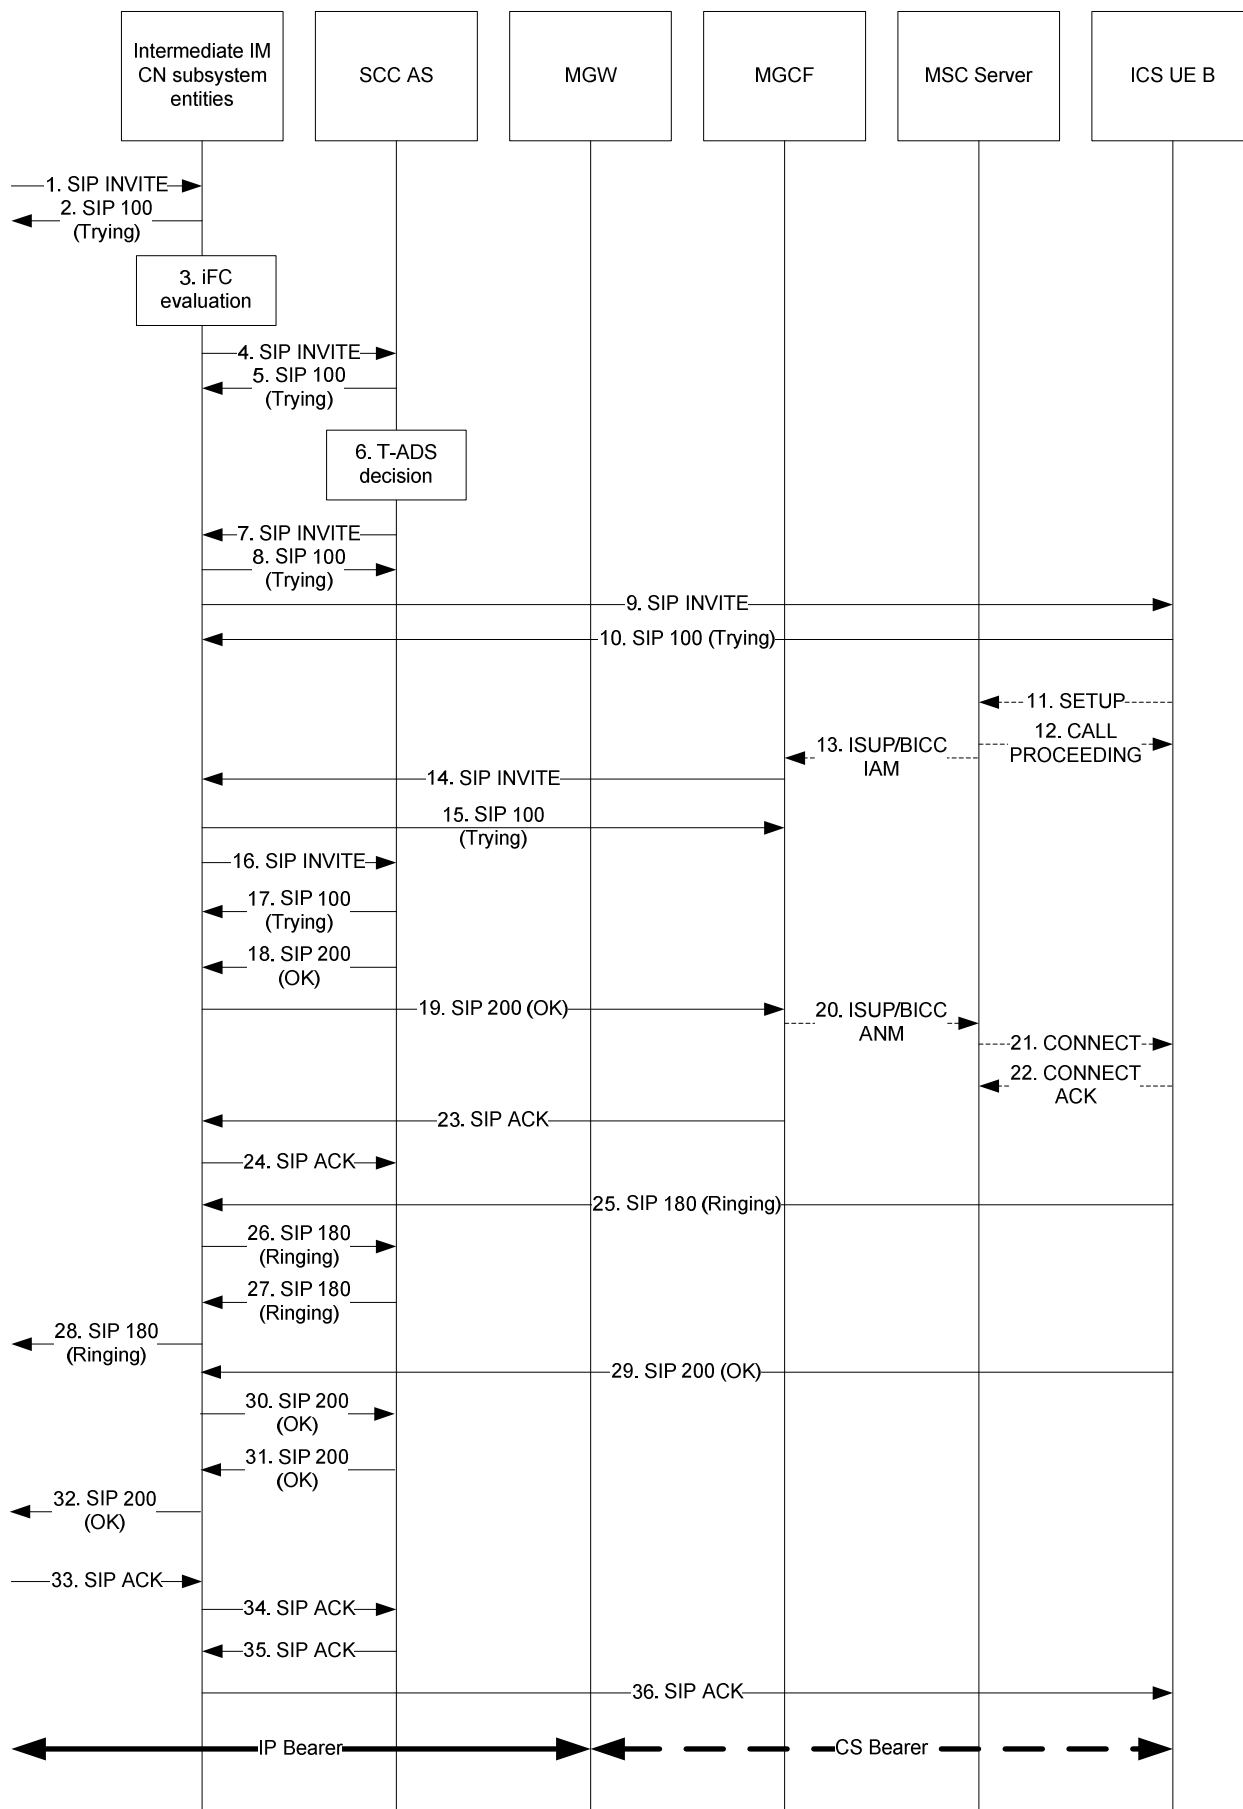 Intermediate IM
CN subsystem
entities
SCC AS
MGW
MGCF
MSC Server
ICS UE B
1. SIP INVITE
2. SIP 100
(Trying)
3. iFC
evaluation
4. SIP INVITE
5. SIP 100
(Trying)
6. T-ADS
decision
7. SIP INVITE
8. SIP 100
(Trying)
9. SIP INVITE
10. SIP 100 (Trying)
11. SETUP
12. CALL
PROCEEDING
13. ISUP/BICC
IAM
14. SIP INVITE
15. SIP 100
(Trying)
16. SIP INVITE
17. SIP 100
(Trying)
18. SIP 200
(OK)
19. SIP 200 (OK)
20. ISUP/BICC
ANM
21. CONNECT
22. CONNECT
ACK
23. SIP ACK
24. SIP ACK
25. SIP 180 (Ringing)
26. SIP 180
(Ringing)
27. SIP 180
(Ringing)
28. SIP 180
(Ringing)
29. SIP 200 (OK)
30. SIP 200
(OK)
31. SIP 200
(OK)
32. SIP 200
(OK)
33. SIP ACK
34. SIP ACK
35. SIP ACK
36. SIP ACK
IP Bearer
CS Bearer